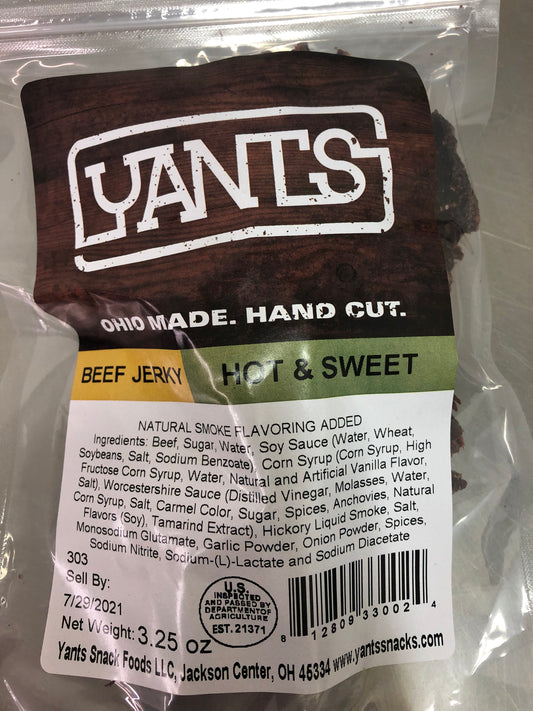 YANTS
OHIO MADE. HAND CUT.
BEEF JERKY
HOT & SWEET
NATURAL SMOKE FLAVORING ADDED
Ingredients: Beef, Sugar, Water, Soy Sauce (Water, Wheat,
Soybeans, Salt, Sodium Benzoate), Corn Syrup (Corn Syrup, High
Fructose Corn Syrup, Water, Natural and Artificial Vanilla Flavor,
Salt), Worcestershire Sauce (Distilled Vinegar, Molasses, Water,
Corn Syrup, Salt, Carmel Color, Sugar, Spices, Anchovies, Natural
Flavors (Soy), Tamarind Extract), Hickory Liquid Smoke, Salt,
Monosodium Glutamate, Garlic Powder, Onion Powder, Spices,
Sodium Nitrite, Sodium-(L)-Lactate and Sodium Diacetate
303
Sell By:
7/29/2021
Net Weight: 3.25 oz
U.S.
INSPECTED
AND PASSED BY
DEPARTMENT OF
AGRICULTURE
EST. 21371
8 12809 33002 4
Yants Snack Foods LLC, Jackson Center, OH 45334 www.yantssnacks.com